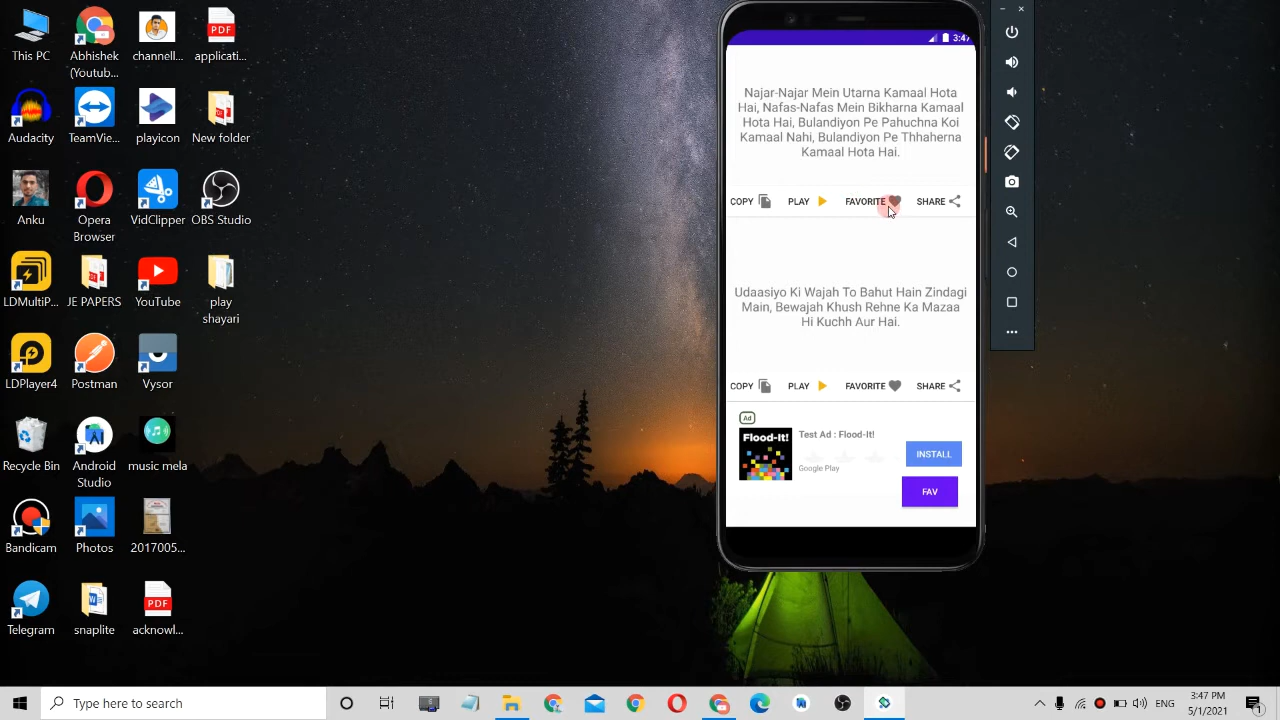 This PC
Abhishek
(Youtub...
channell...
applicati...
Audacity
TeamVie...
playicon
New folder
Anku
Opera
Browser
VidClipper
OBS Studio
LDMultiP...
JE PAPERS
YouTube
play
shayari
LDPlayer4
Postman
Vysor
Recycle Bin
Android
Studio
music mela
Bandicam
Photos
2017005...
Telegram
snaplite
acknowl...
PDF
PDF
3:47
Najar-Najar Mein Utarna Kamaal Hota
Hai, Nafas-Nafas Mein Bikharna Kamaal
Hota Hai, Bulandiyon Pe Pahuchna Koi
Kamaal Nahi, Bulandiyon Pe Thhaherna
Kamaal Hota Hai.
COPY PLAY FAVORITE SHARE
Udaasiyo Ki Wajah To Bahut Hain Zindagi
Main, Bewajah Khush Rehne Ka Mazaa
Hi Kuchh Aur Hai.
COPY PLAY FAVORITE SHARE
Ad
Flood-It!
Test Ad : Flood-It!
Google Play
INSTALL
FAV
Type here to search
ENG
3:47 PM
5/1/2021
1